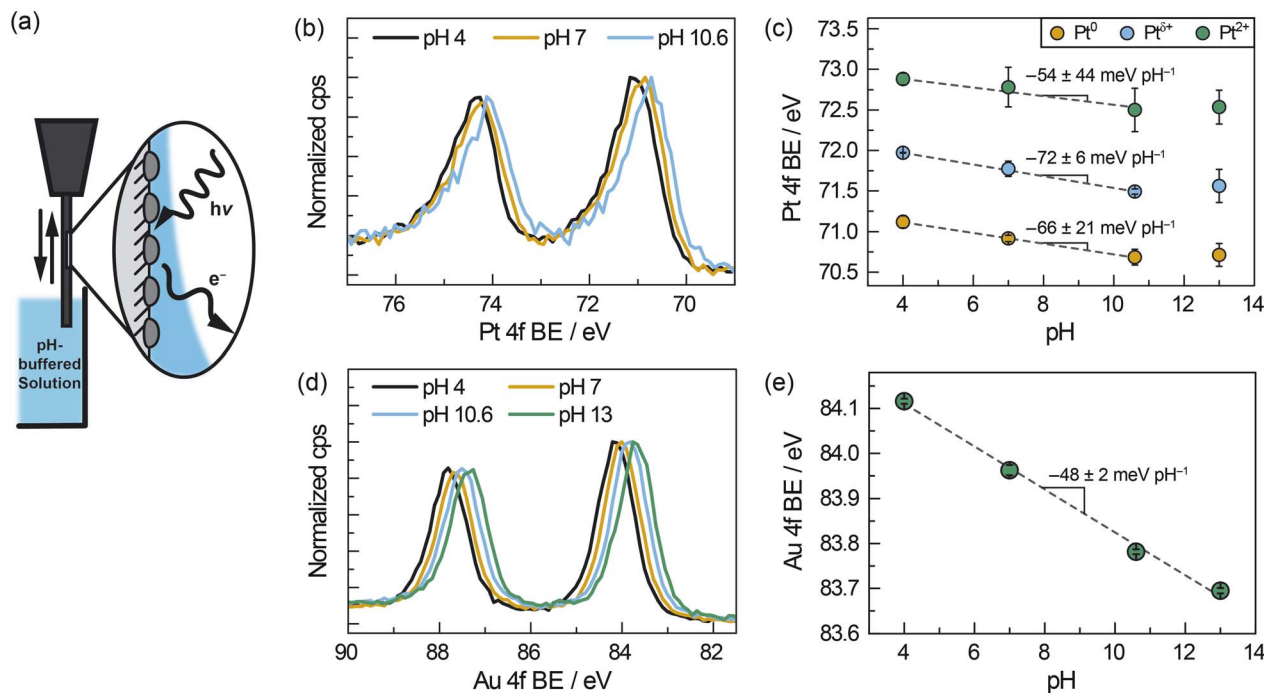 (a)
hν
e⁻
pH-
buffered
Solution
(b)
pH 4 pH 7 pH 10.6
Normalized cps
76 74 72 70
Pt 4f BE / eV
(c)
Pt⁰ Ptᵟ⁺ Pt²⁺
73.5
73.0
72.5
72.0
71.5
71.0
70.5
−54 ± 44 meV pH⁻¹
−72 ± 6 meV pH⁻¹
−66 ± 21 meV pH⁻¹
Pt 4f BE / eV
4 6 8 10 12 14
pH
(d)
pH 4 pH 7
pH 10.6 pH 13
Normalized cps
90 88 86 84 82
Au 4f BE / eV
(e)
84.1
84.0
83.9
83.8
83.7
83.6
−48 ± 2 meV pH⁻¹
Au 4f BE / eV
4 6 8 10 12 14
pH